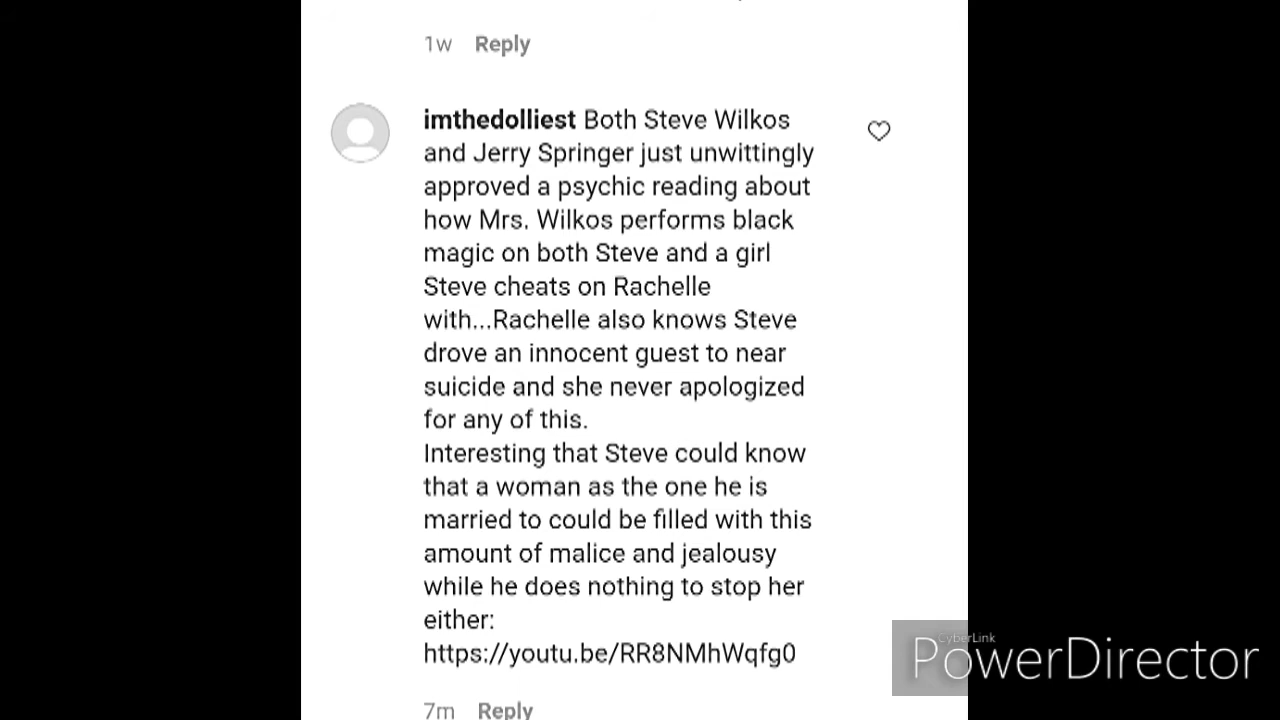 1w Reply
imthedolliest Both Steve Wilkos
and Jerry Springer just unwittingly
approved a psychic reading about
how Mrs. Wilkos performs black
magic on both Steve and a girl
Steve cheats on Rachelle
with...Rachelle also knows Steve
drove an innocent guest to near
suicide and she never apologized
for any of this.
Interesting that Steve could know
that a woman as the one he is
married to could be filled with this
amount of malice and jealousy
while he does nothing to stop her
either:
https://youtu.be/RR8NMhWqfg0
CyberLink
PowerDirector
7m Reply